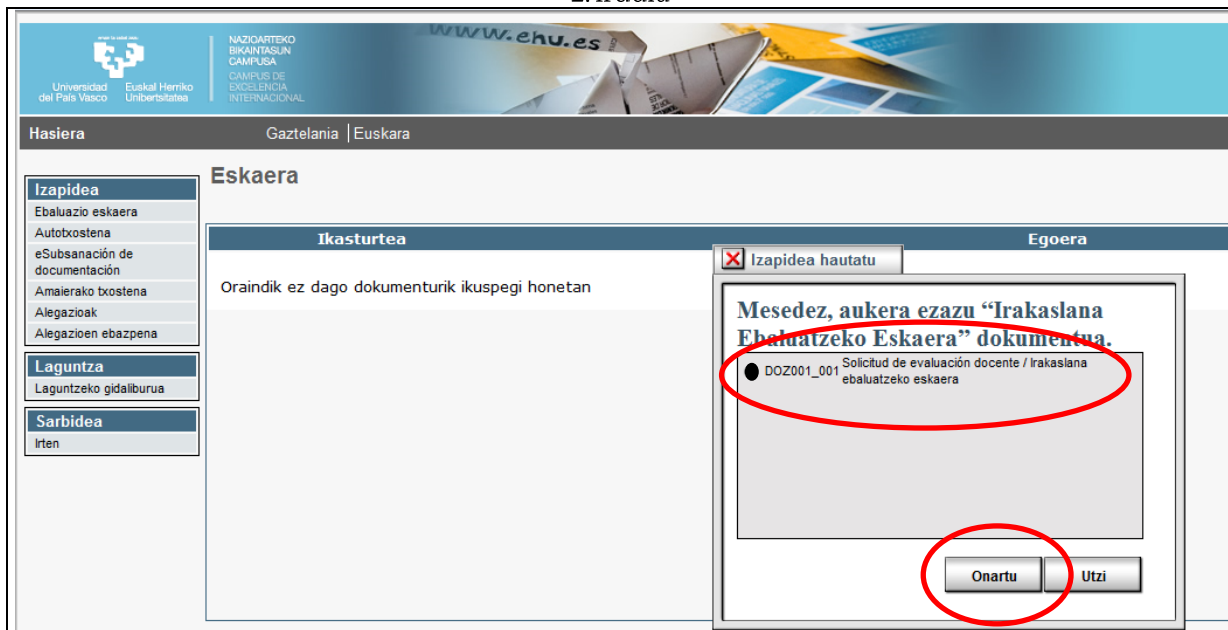 2. Irudia
Universidad
del País Vasco
Euskal Herriko
Unibertsitatea
NAZIOARTEKO
BIKAINTASUN
CAMPUSA
CAMPUS DE
EXCELENCIA
INTERNACIONAL
www.ehu.es
Hasiera
Gaztelania | Euskara
Eskaera
Izapidea
Ebaluazio eskaera
Autotxostena
eSubsanación de
documentación
Amaierako txostena
Alegazioak
Alegazioen ebazpena
Laguntza
Laguntzeko gidaliburua
Sarbidea
Irten
Ikasturtea
Egoera
Oraindik ez dago dokumenturik ikuspegi honetan
Izapidea hautatu
Mesedez, aukera ezazu “Irakaslana
Ebaluatzeko Eskaera” dokumentua.
DOZ001_001 Solicitud de evaluación docente / Irakaslana
ebaluatzeko eskaera
Onartu
Utzi